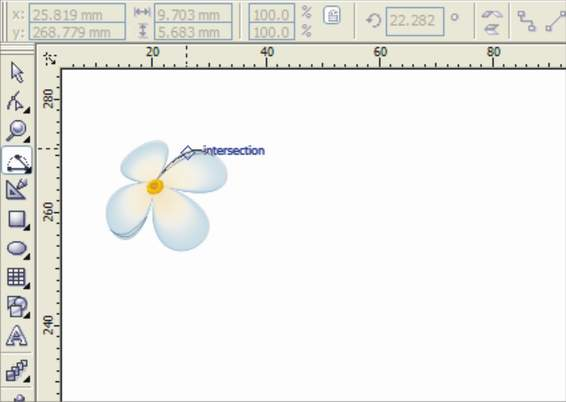 x: 25.819 mm 9.703 mm 100.0 % 22.282 °
y: 268.779 mm 5.683 mm 100.0 %
20 40 60 80
280
intersection
260
240